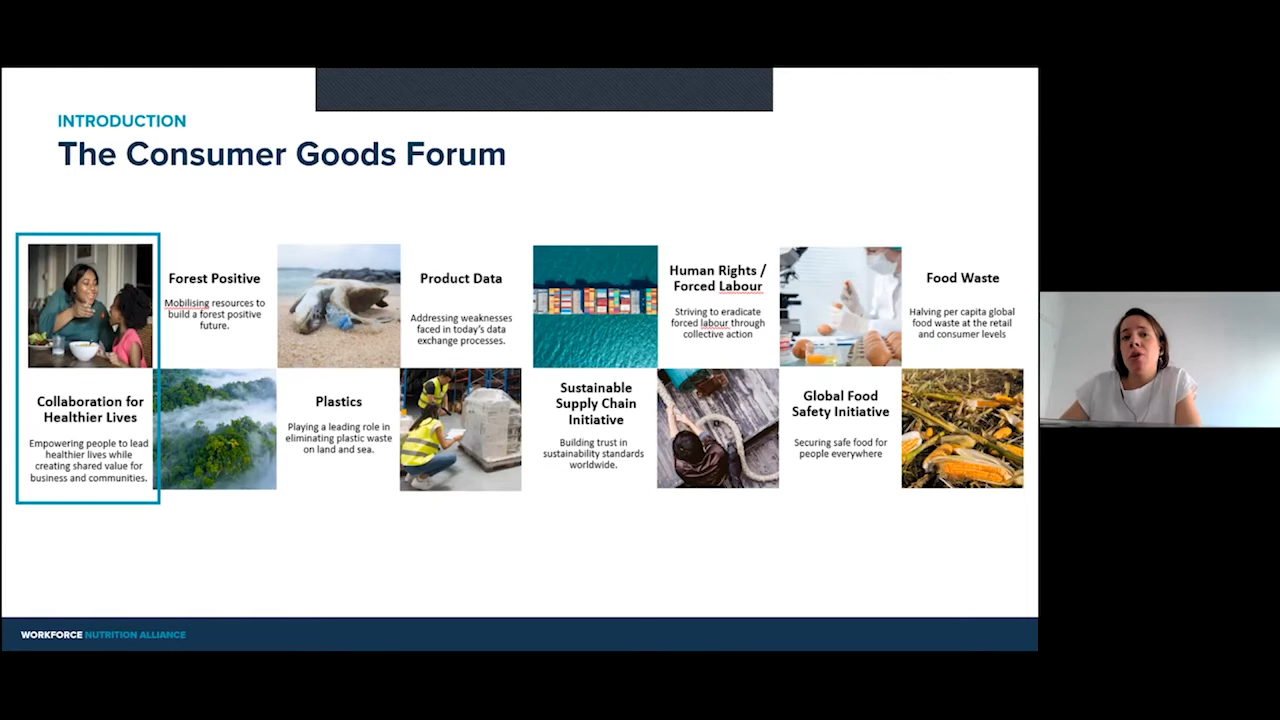 INTRODUCTION
The Consumer Goods Forum
Collaboration for
Healthier Lives
Empowering people to lead
healthier lives while
creating shared value for
business and communities.
Forest Positive
Mobilising resources to
build a forest positive
future.
Plastics
Playing a leading role in
eliminating plastic waste
on land and sea.
Product Data
Addressing weaknesses
faced in today's data
exchange processes.
Sustainable
Supply Chain
Initiative
Building trust in
sustainability standards
worldwide.
Human Rights /
Forced Labour
Striving to eradicate
forced labour through
collective action
Global Food
Safety Initiative
Securing safe food for
people everywhere
Food Waste
Halving per capita global
food waste at the retail
and consumer levels
WORKFORCE NUTRITION ALLIANCE